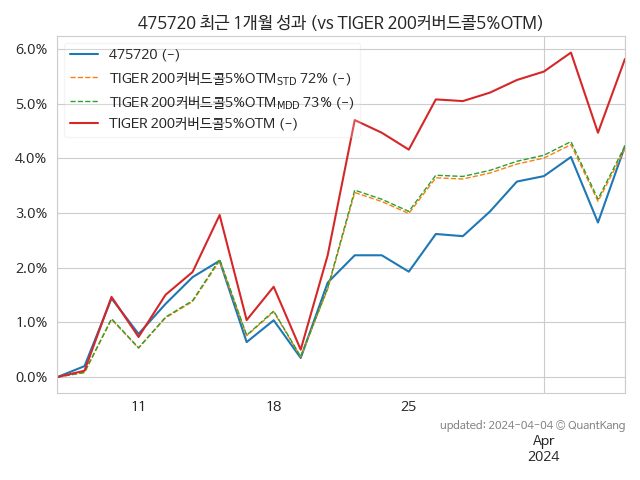 475720 최근 1개월 성과 (vs TIGER 200커버드콜5%OTM)
6.0%
5.0%
4.0%
3.0%
2.0%
1.0%
0.0%
475720 (-)
TIGER 200커버드콜5%OTM_STD 72% (-)
TIGER 200커버드콜5%OTM_MDD 73% (-)
TIGER 200커버드콜5%OTM (-)
11
18
25
updated: 2024-04-04 © QuantKang
Apr
2024